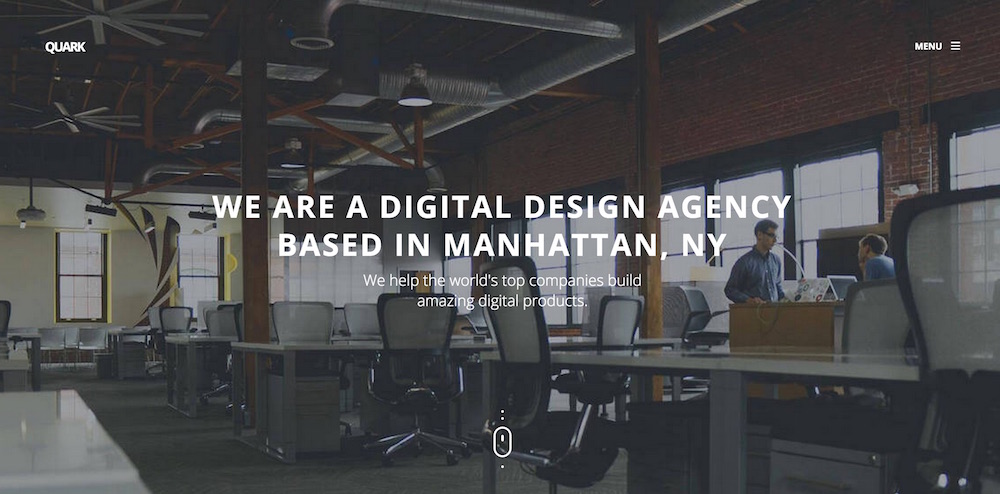 QUARK
MENU
WE ARE A DIGITAL DESIGN AGENCY
BASED IN MANHATTAN, NY
We help the world's top companies build
amazing digital products.